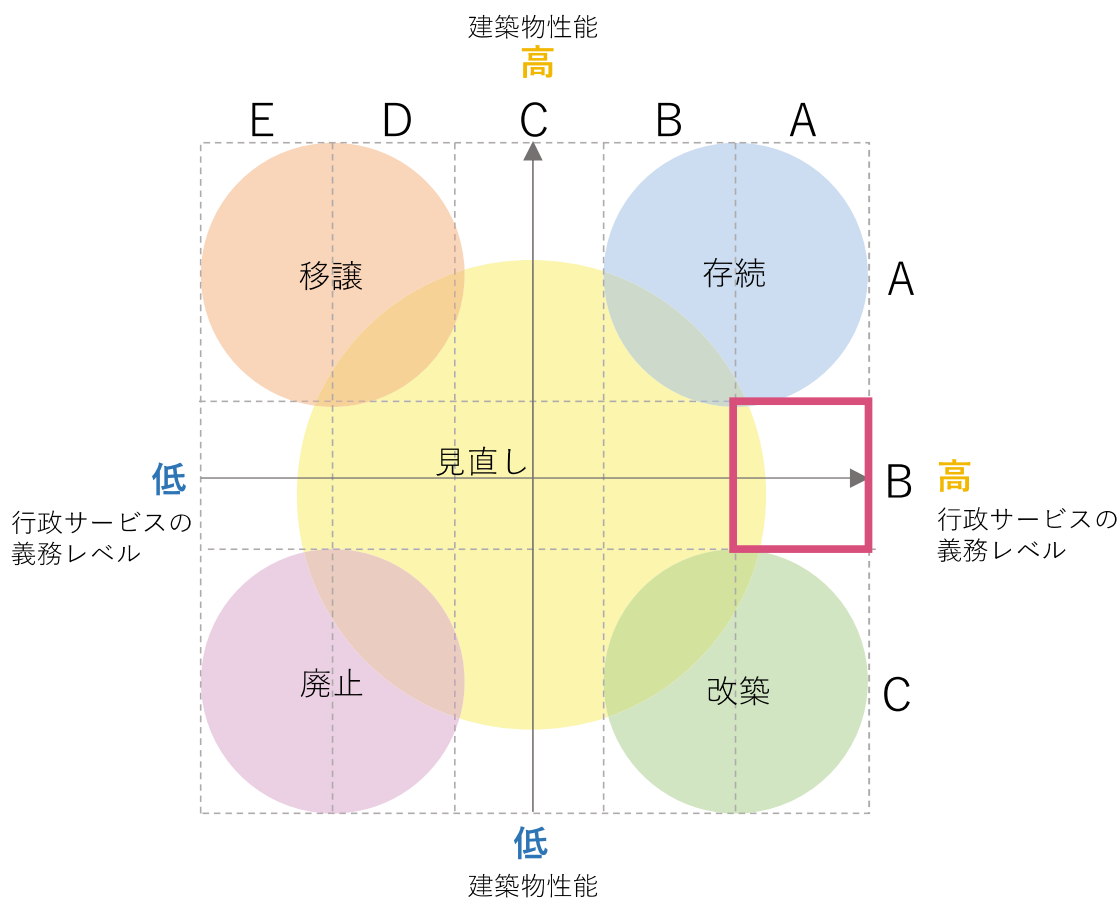 建築物性能
高
E D C B A
移譲
存続
A
見直し
低
行政サービスの
義務レベル
B
高
行政サービスの
義務レベル
廃止
改築
C
低
建築物性能